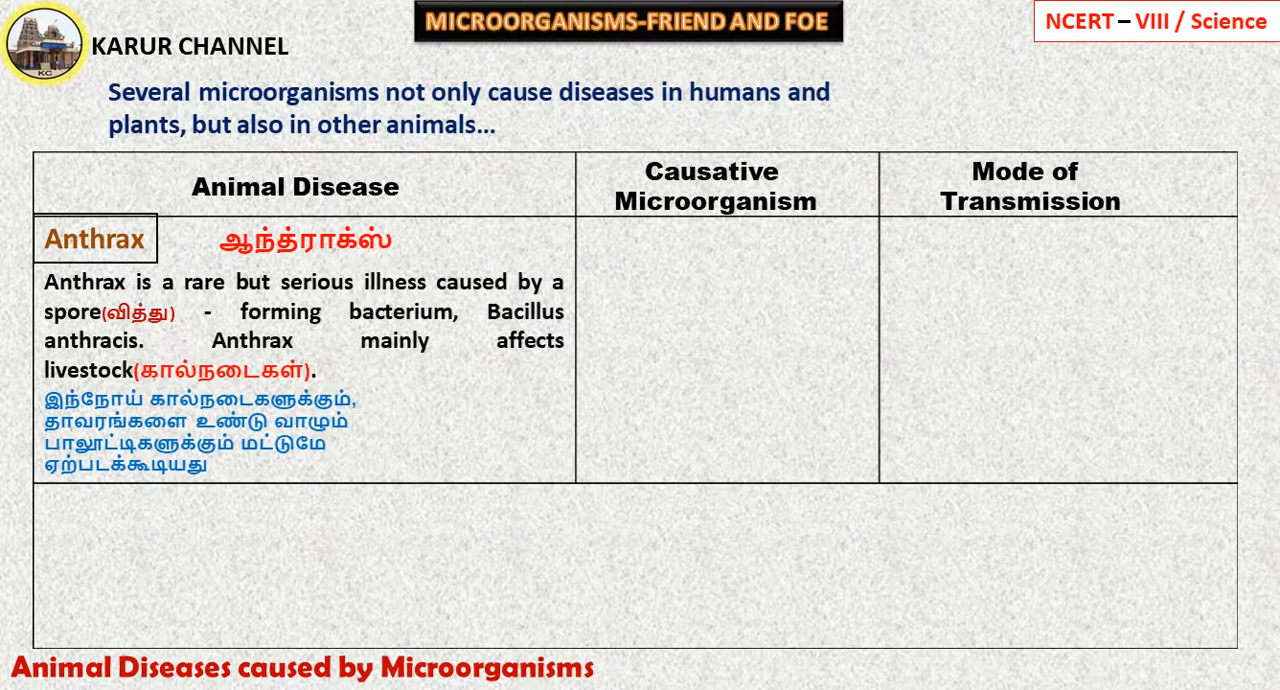 MICROORGANISMS-FRIEND AND FOE
NCERT – VIII / Science
KC
KARUR CHANNEL
Several microorganisms not only cause diseases in humans and
plants, but also in other animals...
Animal Disease
Causative
Microorganism
Mode of
Transmission
Anthrax
ஆந்த்ராக்ஸ்
Anthrax is a rare but serious illness caused by a
spore(வித்து) - forming bacterium, Bacillus
anthracis. Anthrax mainly affects
livestock(கால்நடைகள்).
இந்நோய் கால்நடைகளுக்கும்,
தாவரங்களை உண்டு வாழும்
பாலூட்டிகளுக்கும் மட்டுமே
ஏற்படக்கூடியது
Animal Diseases caused by Microorganisms